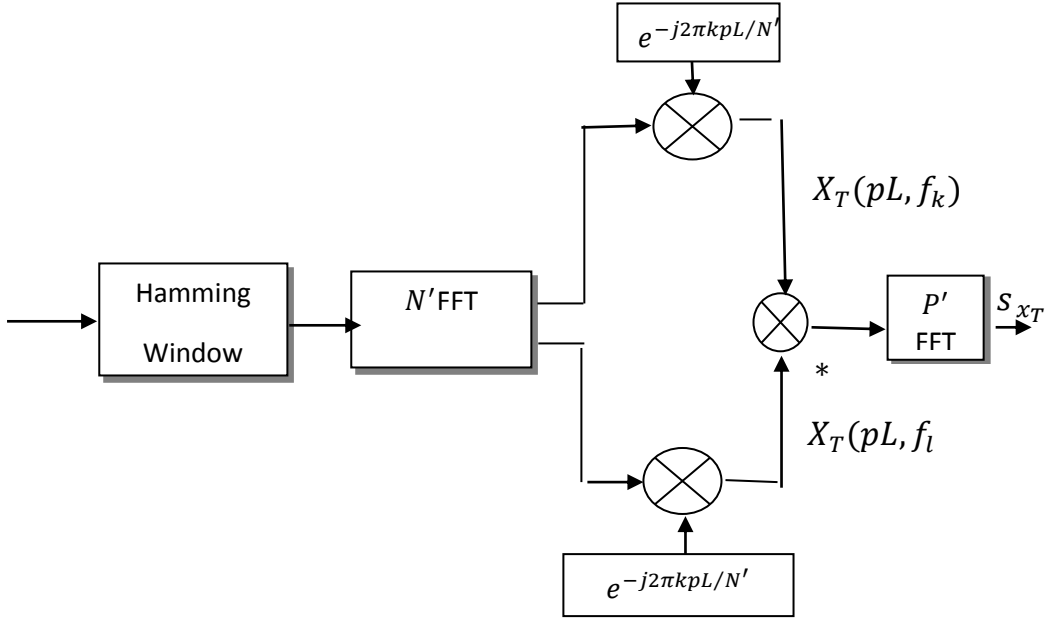 e^{-j2πkpL/N′}
X_T(pL, f_k)
Hamming
Window
N′FFT
P′
FFT
s_{x_T}
*
X_T(pL, f_l
e^{-j2πkpL/N′}